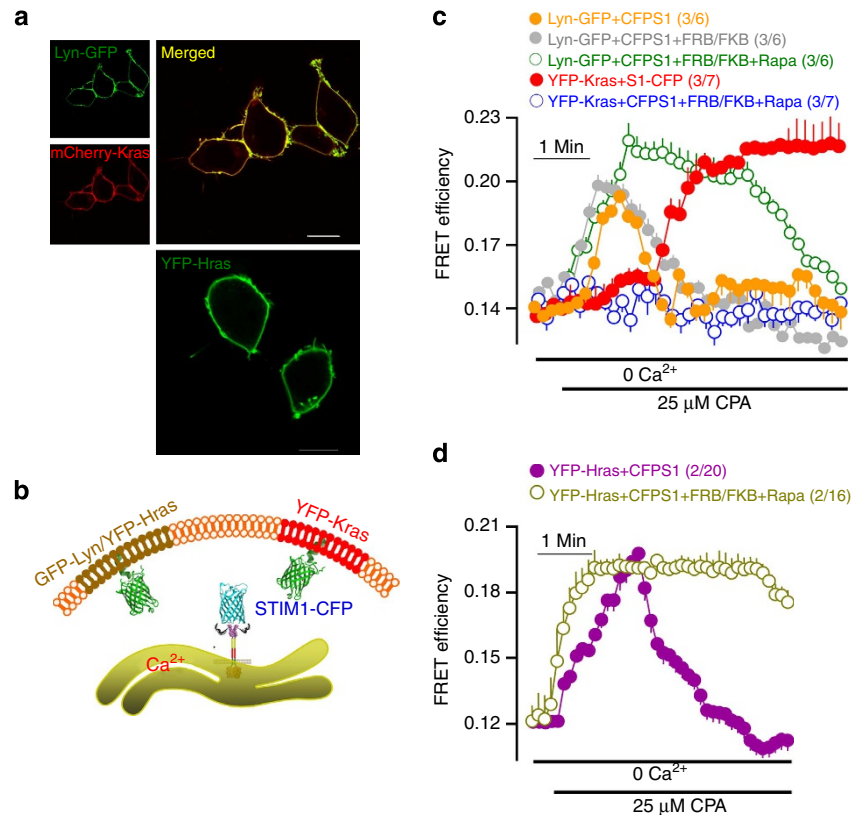 a
Lyn-GFP
Merged
mCherry-Kras
YFP-Hras
b
GFP-Lyn/YFP-Hras
YFP-Kras
STIM1-CFP
Ca2+
c
Lyn-GFP+CFPS1 (3/6)
Lyn-GFP+CFPS1+FRB/FKB (3/6)
Lyn-GFP+CFPS1+FRB/FKB+Rapa (3/6)
YFP-Kras+S1-CFP (3/7)
YFP-Kras+CFPS1+FRB/FKB+Rapa (3/7)
0.23
1 Min
0.20
0.17
0.14
FRET efficiency
0 Ca2+
25 μM CPA
d
YFP-Hras+CFPS1 (2/20)
YFP-Hras+CFPS1+FRB/FKB+Rapa (2/16)
0.21
1 Min
0.18
0.15
0.12
FRET efficiency
0 Ca2+
25 μM CPA